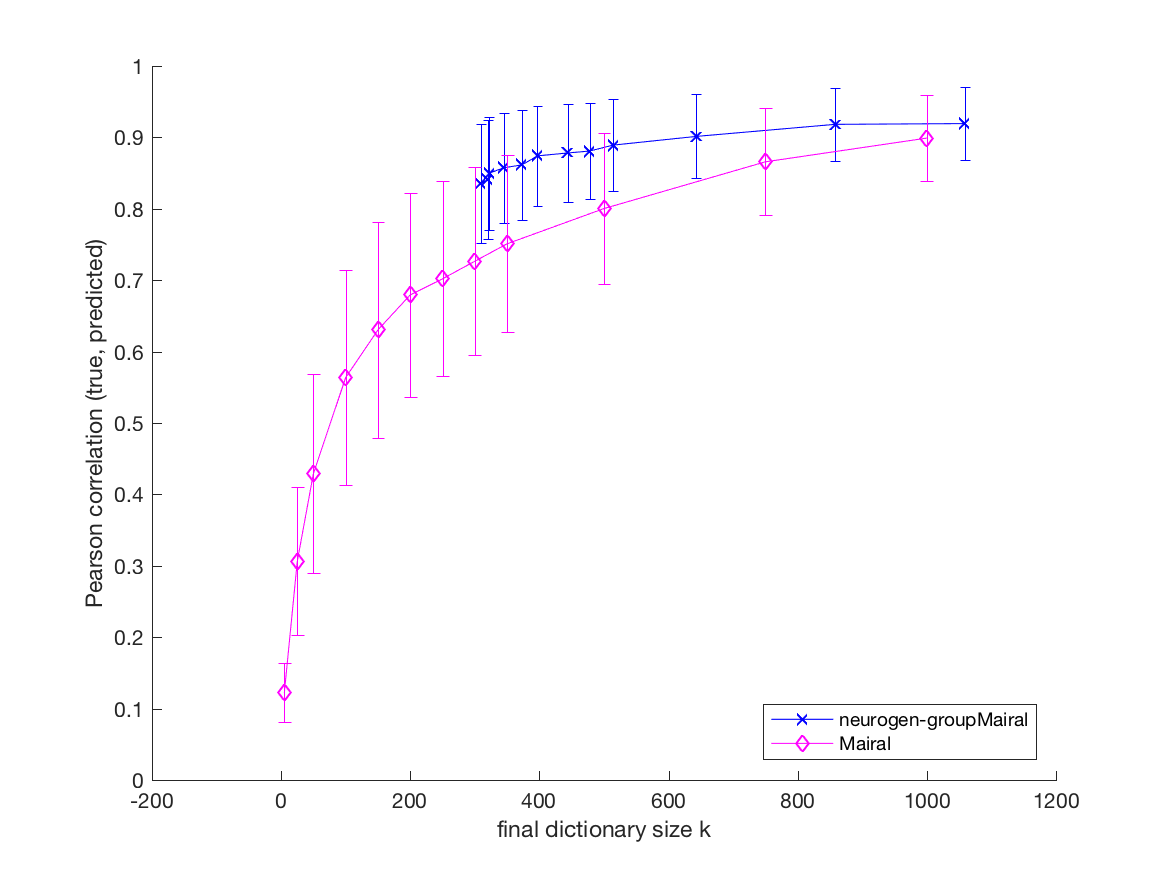 1
0.9
0.8
0.7
0.6
0.5
0.4
0.3
0.2
0.1
0
-200 0 200 400 600 800 1000 1200
Pearson correlation (true, predicted)
final dictionary size k
neurogen-groupMairal
Mairal